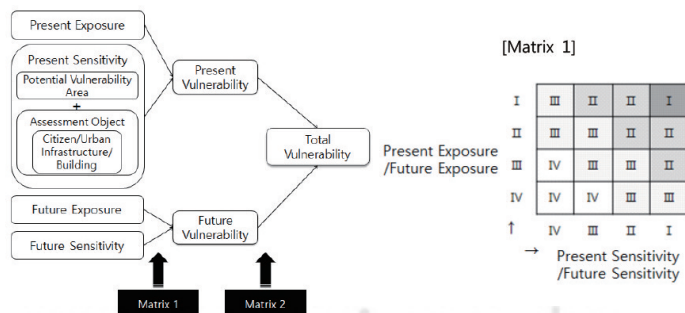 Present Exposure
Present Sensitivity
Potential Vulnerability
Area
+
Assessment Object
Citizen/Urban
Infrastructure/
Building
Future Exposure
Future Sensitivity
Present
Vulnerability
Future
Vulnerability
Total
Vulnerability
Matrix 1
Matrix 2
[Matrix 1]
Present Exposure
/Future Exposure
Ⅰ Ⅲ Ⅱ Ⅱ Ⅰ
Ⅱ Ⅲ Ⅲ Ⅱ Ⅱ
Ⅲ Ⅳ Ⅲ Ⅲ Ⅱ
Ⅳ Ⅳ Ⅳ Ⅲ Ⅲ
↑ Ⅳ Ⅲ Ⅱ Ⅰ
→ Present Sensitivity
/Future Sensitivity